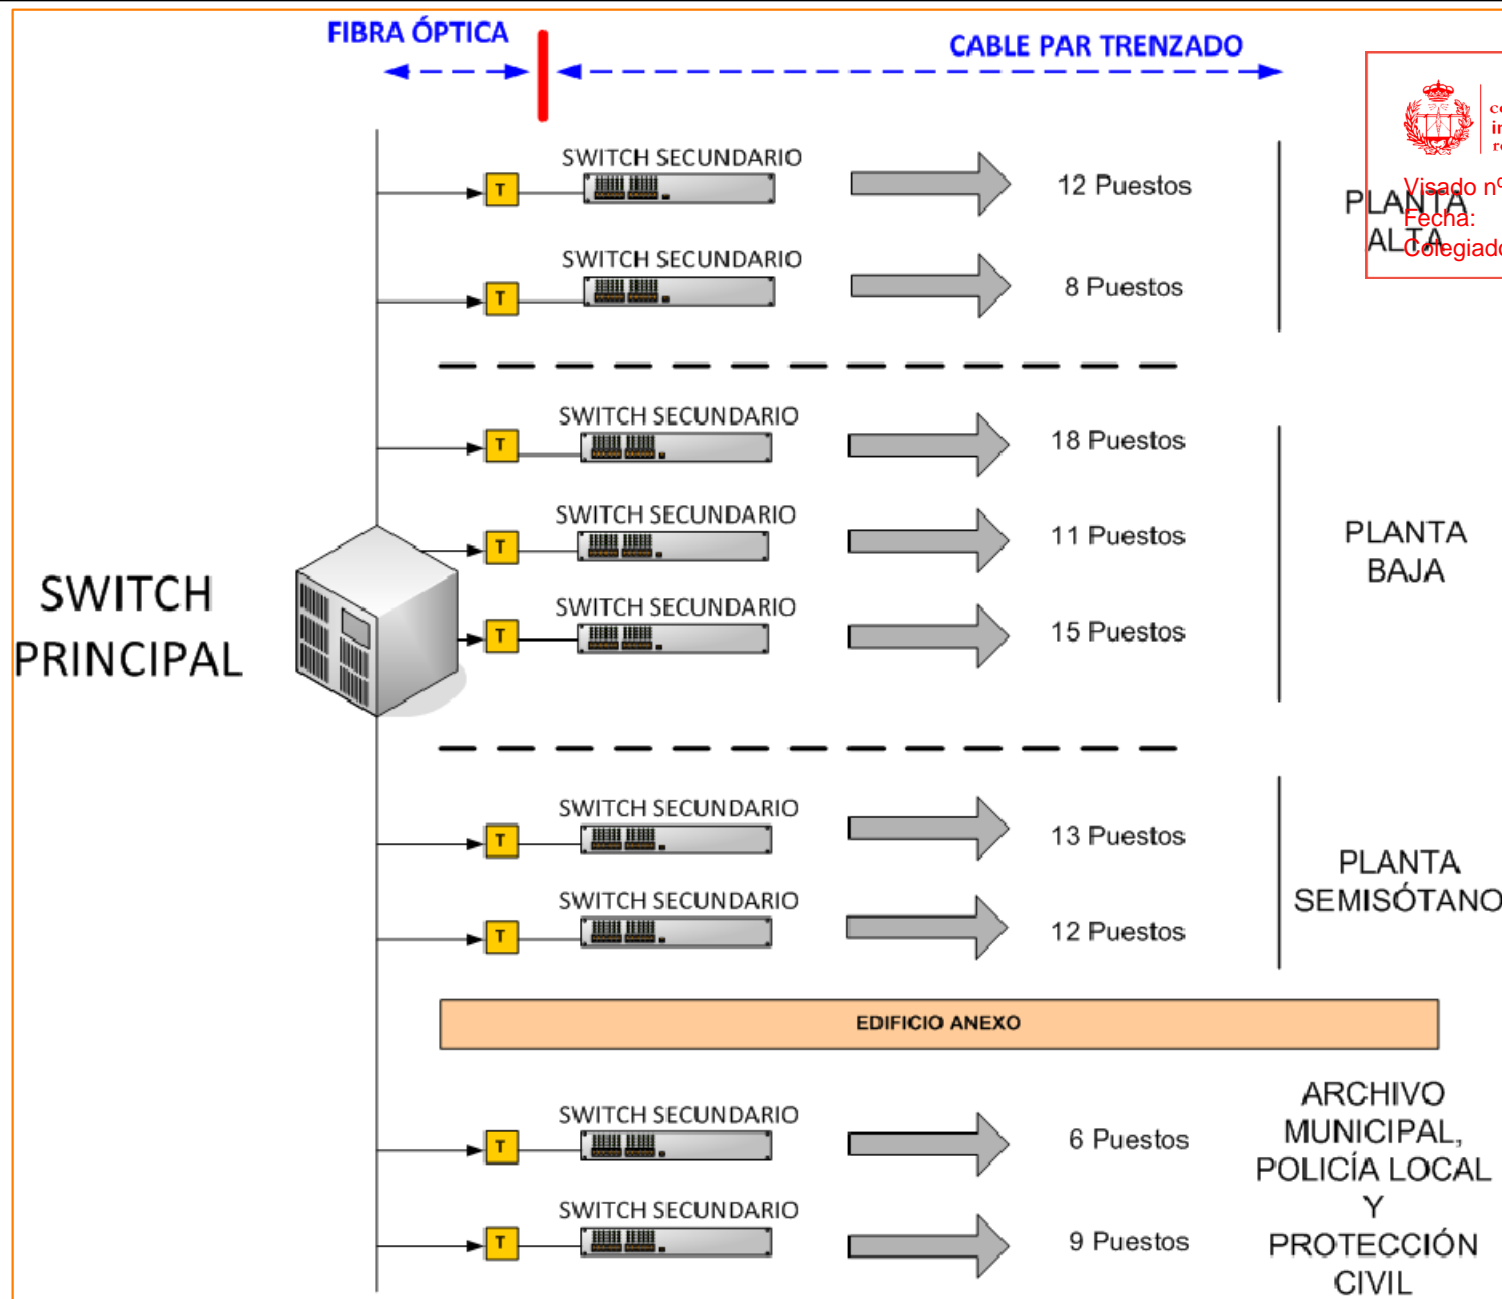 FIBRA ÓPTICA
CABLE PAR TRENZADO
SWITCH SECUNDARIO
T
12 Puestos
PLANTA
ALTA
Visado nº
Fecha:
Colegiado
SWITCH SECUNDARIO
T
8 Puestos
SWITCH SECUNDARIO
T
18 Puestos
SWITCH SECUNDARIO
T
11 Puestos
PLANTA
BAJA
SWITCH
PRINCIPAL
SWITCH SECUNDARIO
T
15 Puestos
SWITCH SECUNDARIO
T
13 Puestos
PLANTA
SEMISÓTANO
SWITCH SECUNDARIO
T
12 Puestos
EDIFICIO ANEXO
SWITCH SECUNDARIO
T
6 Puestos
ARCHIVO
MUNICIPAL,
POLICÍA LOCAL
Y
PROTECCIÓN
CIVIL
SWITCH SECUNDARIO
T
9 Puestos